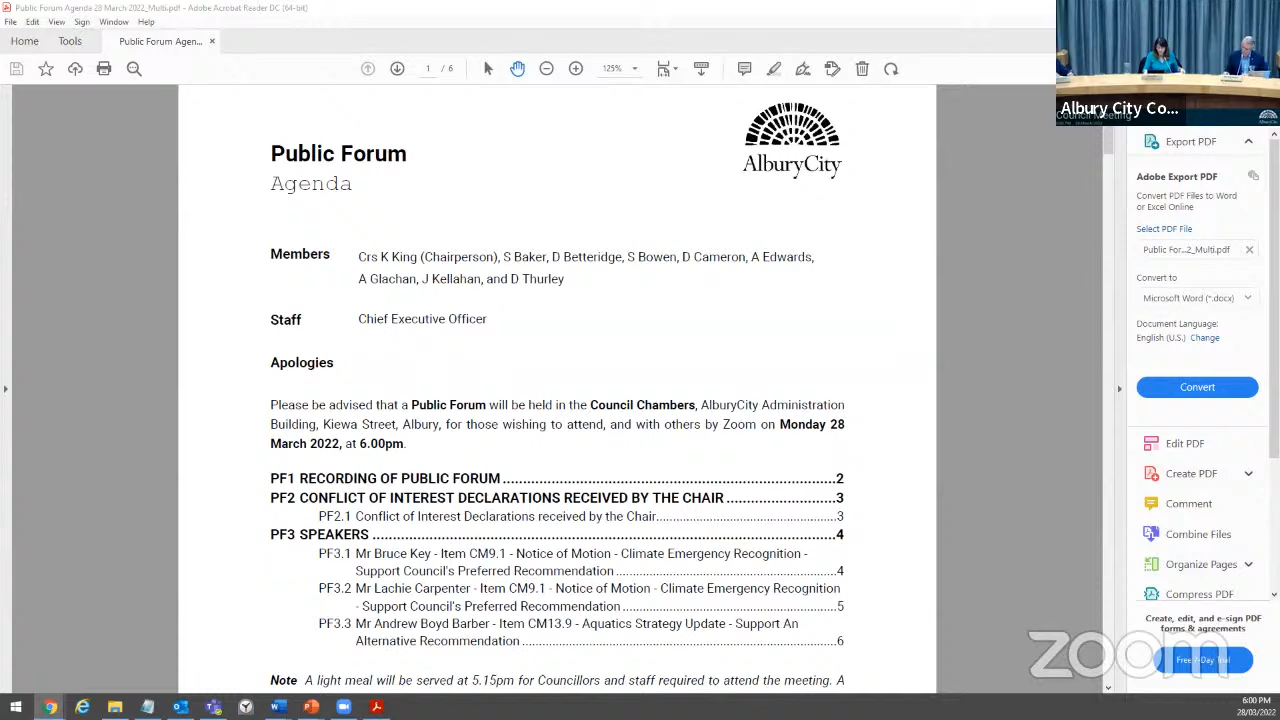 Public Forum Agenda 28 March 2022_Multi.pdf - Adobe Acrobat Reader DC (64-bit)
File Edit View Sign Window Help
Home Tools Public Forum Agen... ×
1 / 6 125%
Albury City Co...
Public Forum
Agenda
AlburyCity
Members Crs K King (Chairperson), S Baker, D Betteridge, S Bowen, D Cameron, A Edwards,
A Glachan, J Kellahan, and D Thurley
Staff Chief Executive Officer
Apologies
Please be advised that a Public Forum will be held in the Council Chambers, AlburyCity Administration
Building, Kiewa Street, Albury, for those wishing to attend, and with others by Zoom on Monday 28
March 2022, at 6.00pm.
PF1 RECORDING OF PUBLIC FORUM ........ 2
PF2 CONFLICT OF INTEREST DECLARATIONS RECEIVED BY THE CHAIR ........ 3
PF2.1 Conflict of Interest Declarations received by the Chair........ 3
PF3 SPEAKERS ........ 4
PF3.1 Mr Bruce Key - Item CM9.1 - Notice of Motion - Climate Emergency Recognition -
Support Council's Preferred Recommendation ........ 4
PF3.2 Mr Lachie Carpenter - Item CM9.1 - Notice of Motion - Climate Emergency Recognition
- Support Council's Preferred Recommendation ........ 5
PF3.3 Mr Andrew Boyd Barber - Item CM13.9 - Aquatics Strategy Update - Support An
Alternative Recommendation ........ 6
Note A light meal will be served at 5.15pm for Councillors and staff required to attend the meeting. A
Export PDF
Adobe Export PDF
Convert PDF Files to Word
or Excel Online
Select PDF File
Public For...2_Multi.pdf ×
Convert to
Microsoft Word (*.docx)
Document Language:
English (U.S.) Change
Convert
Edit PDF
Create PDF
Comment
Combine Files
Organize Pages
Compress PDF
Create, edit, and e-sign PDF
forms & agreements
Free 7-Day Trial
zoom
6:00 PM
28/03/2022